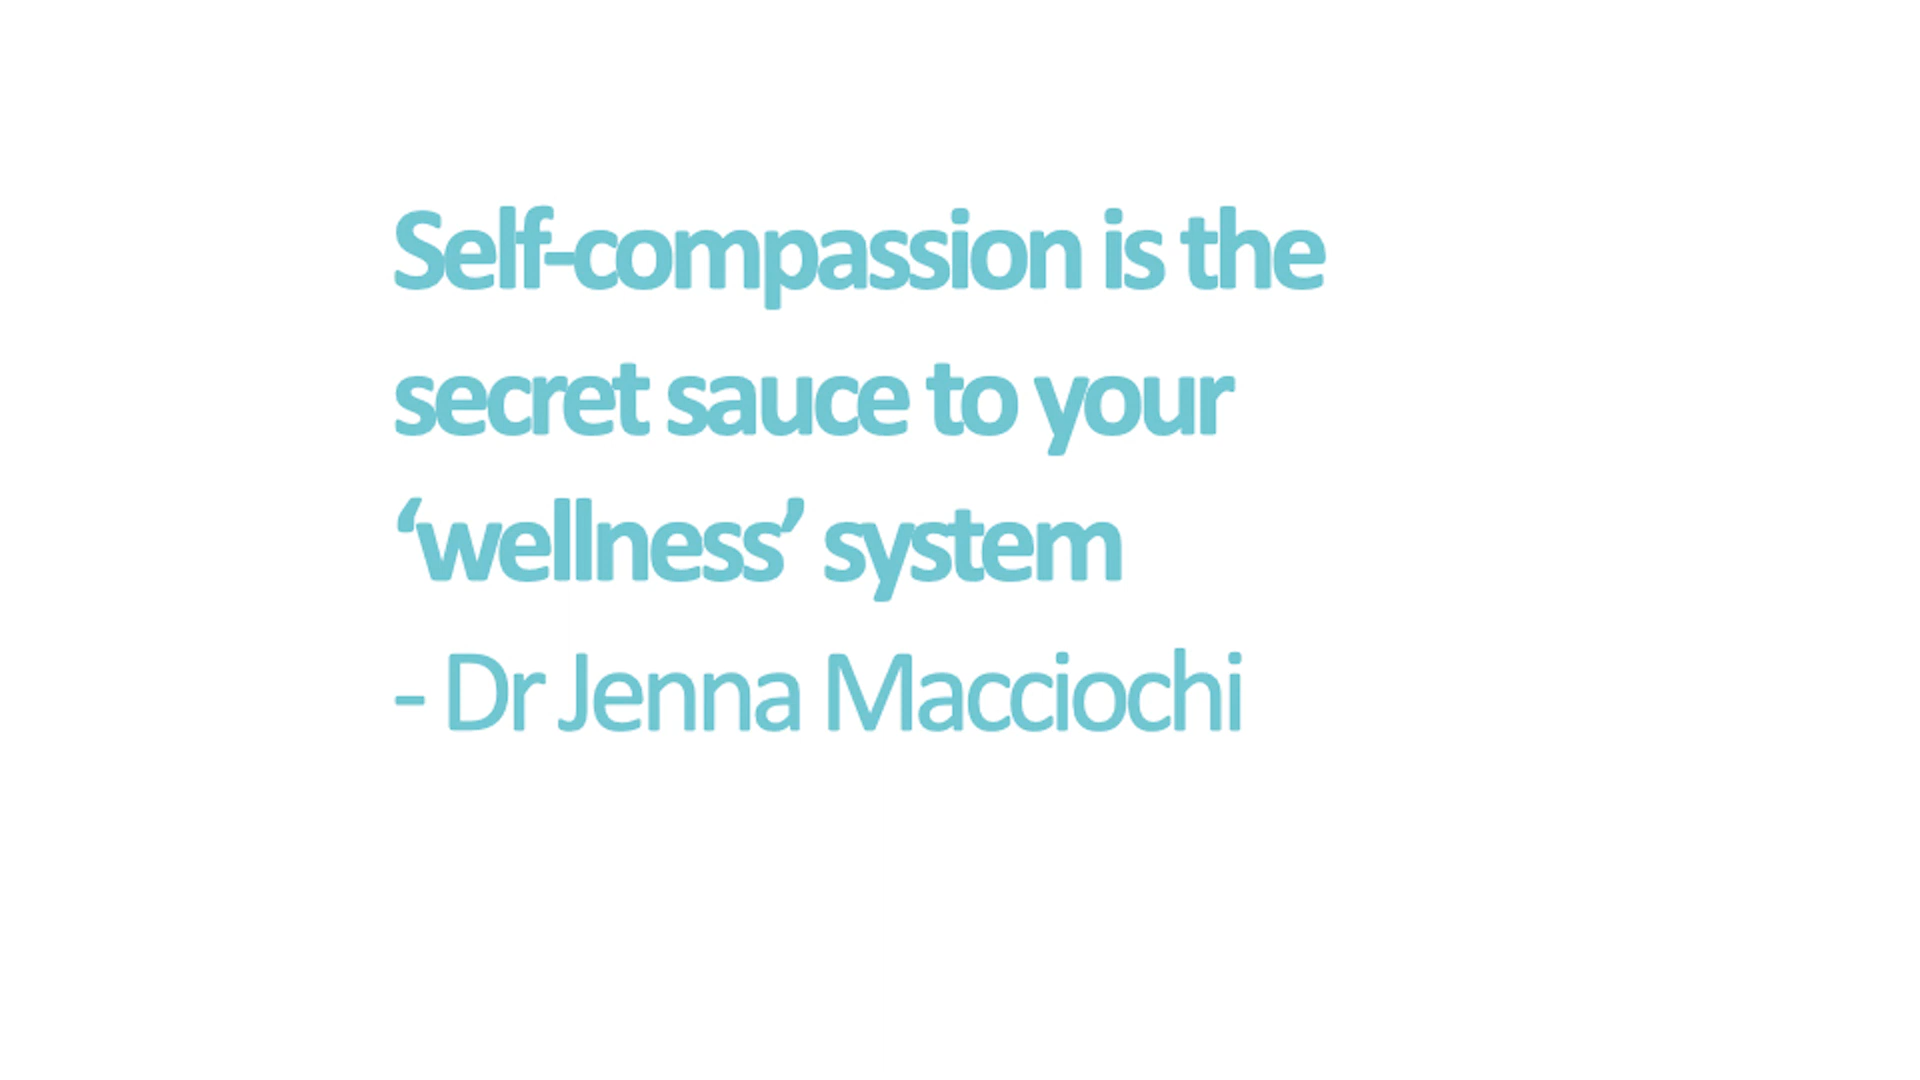 Self-compassion is the
secret sauce to your
‘wellness’ system
- Dr Jenna Macciochi